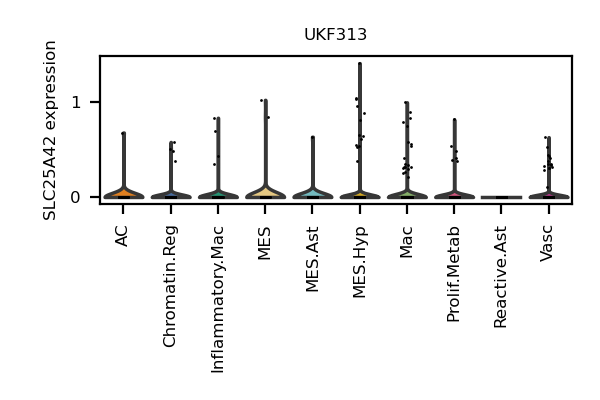 UKF313
SLC25A42 expression
1
0
AC
Chromatin.Reg
Inflammatory.Mac
MES
MES.Ast
MES.Hyp
Mac
Prolif.Metab
Reactive.Ast
Vasc